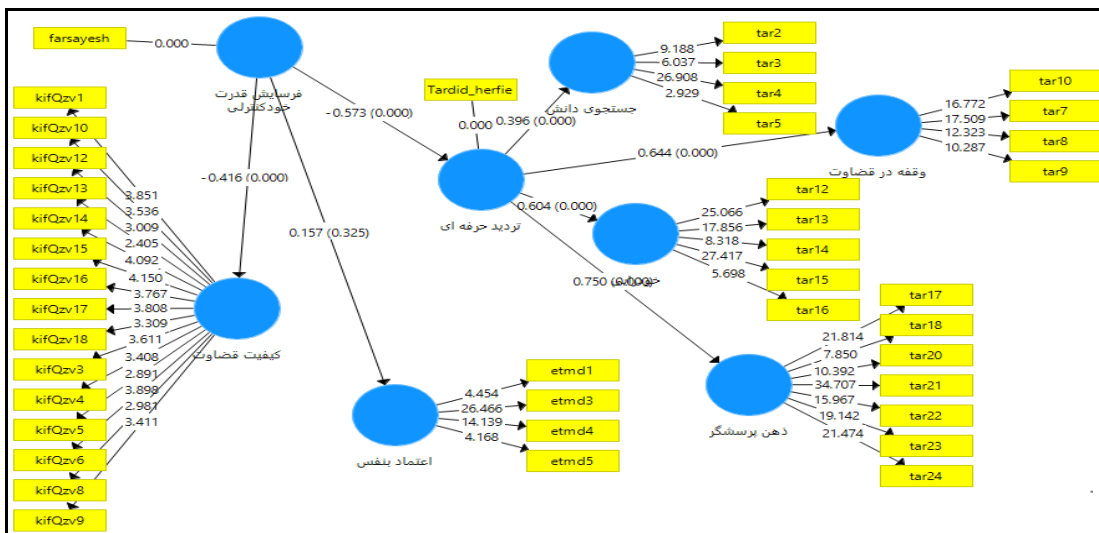 farsayesh
0.000
فرسایش قدرت
خودکنترلی
-0.573 (0.000)
-0.416 (0.000)
0.157 (0.325)
kifQzv1
kifQzv10
kifQzv12
kifQzv13
kifQzv14
kifQzv15
kifQzv16
kifQzv17
kifQzv18
kifQzv3
kifQzv4
kifQzv5
kifQzv6
kifQzv8
kifQzv9
3.851
3.536
3.009
2.405
4.092
4.150
3.767
3.808
3.309
3.611
3.408
2.891
3.898
2.981
3.411
کیفیت قضاوت
Tardid_herfie
0.000
تردید حرفه ای
0.396 (0.000)
0.644 (0.000)
0.604 (0.000)
0.750 (0.000)
جستجوی دانش
9.188
6.037
26.908
2.929
tar2
tar3
tar4
tar5
وقفه در قضاوت
16.772
17.509
12.323
10.287
tar10
tar7
tar8
tar9
25.066
17.856
8.318
27.417
5.698
tar12
tar13
tar14
tar15
tar16
ذهن پرسشگر
21.814
7.850
10.392
34.707
15.967
19.142
21.474
tar17
tar18
tar20
tar21
tar22
tar23
tar24
اعتماد بنفس
4.454
26.466
14.139
4.168
etmd1
etmd3
etmd4
etmd5